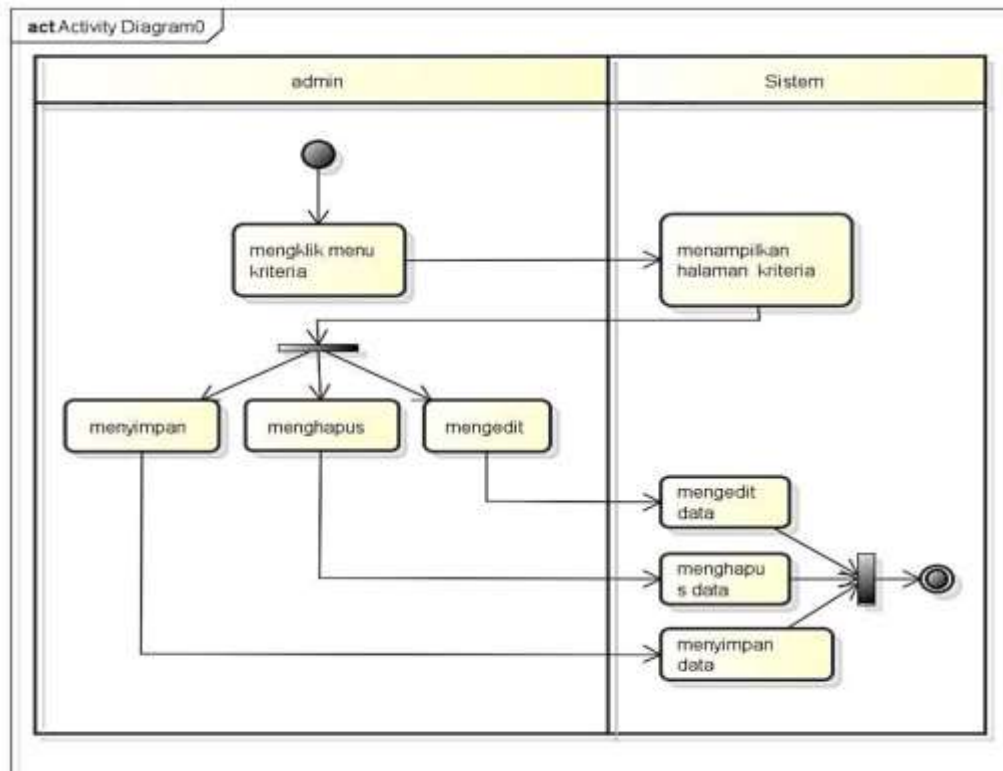 act Activity Diagram0
admin
Sistem
mengklik menu
kriteria
menampilkan
halaman kriteria
menyimpan
menghapus
mengedit
mengedit
data
menghapu
s data
menyimpan
data